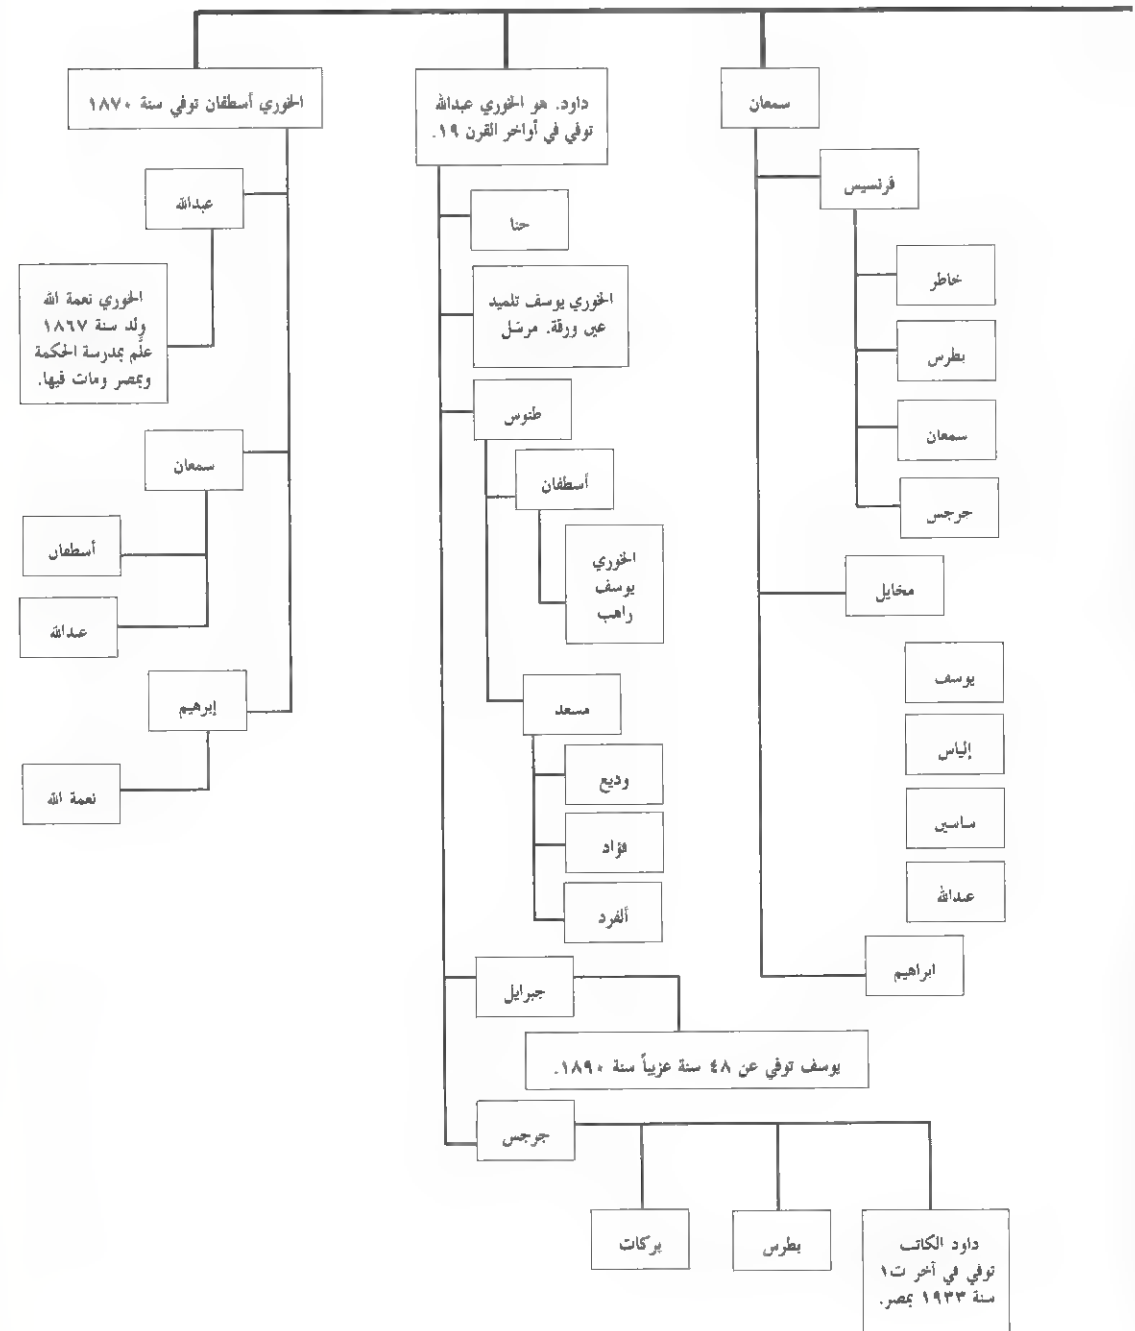 سمعان
فرنسيس
خاطر
بطرس
سمعان
جرجس
مخايل
يوسف
إلياس
ساسين
عبدالله
ابراهيم
داود. هو الخوري عبدالله
توفي في أواخر القرن ١٩.
حنا
الخوري يوسف تلميد
عين ورقة. مرسّل
طنوس
أسطفان
الخوري
يوسف
راهب
مسعد
وديع
فؤاد
ألفرد
جبرايل
يوسف توفي عن ٤٨ سنة عزيباً سنة ١٨٩٠.
جرجس
داود الكاتب
توفي في آخر ت١
سنة ١٩٣٣ بمصر.
بطرس
بركات
الخوري أسطفان توفي سنة ١٨٧٠
عبدالله
الخوري نعمة الله
وِلد سنة ١٨٦٧
علّم بمدرسة الحكمة
وبمصر ومات فيها.
سمعان
أسطفان
عبدالله
إبرهيم
نعمة الله